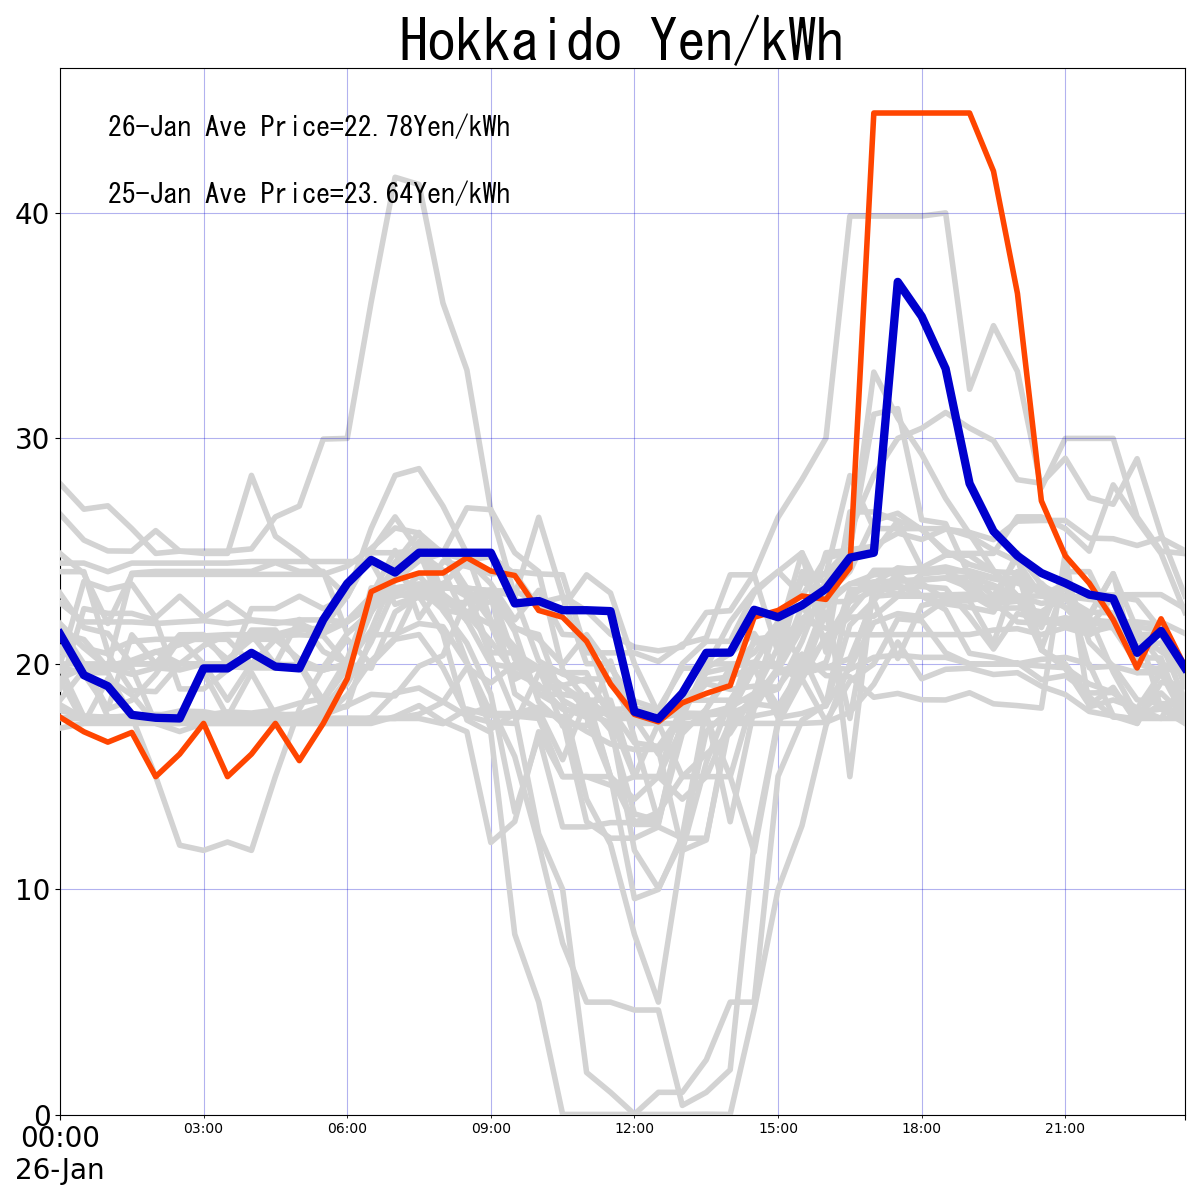 Hokkaido Yen/kWh
26-Jan Ave Price=22.78Yen/kWh
25-Jan Ave Price=23.64Yen/kWh
40
30
20
10
0
00:00 03:00 06:00 09:00 12:00 15:00 18:00 21:00
26-Jan